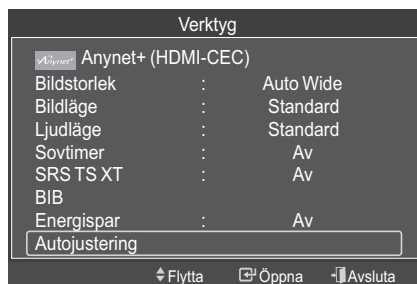 Verktyg
Anynet+ Anynet+ (HDMI-CEC)
Bildstorlek : Auto Wide
Bildläge : Standard
Ljudläge : Standard
Sovtimer : Av
SRS TS XT : Av
BIB
Energispar : Av
Autojustering
Flytta Öppna Avsluta